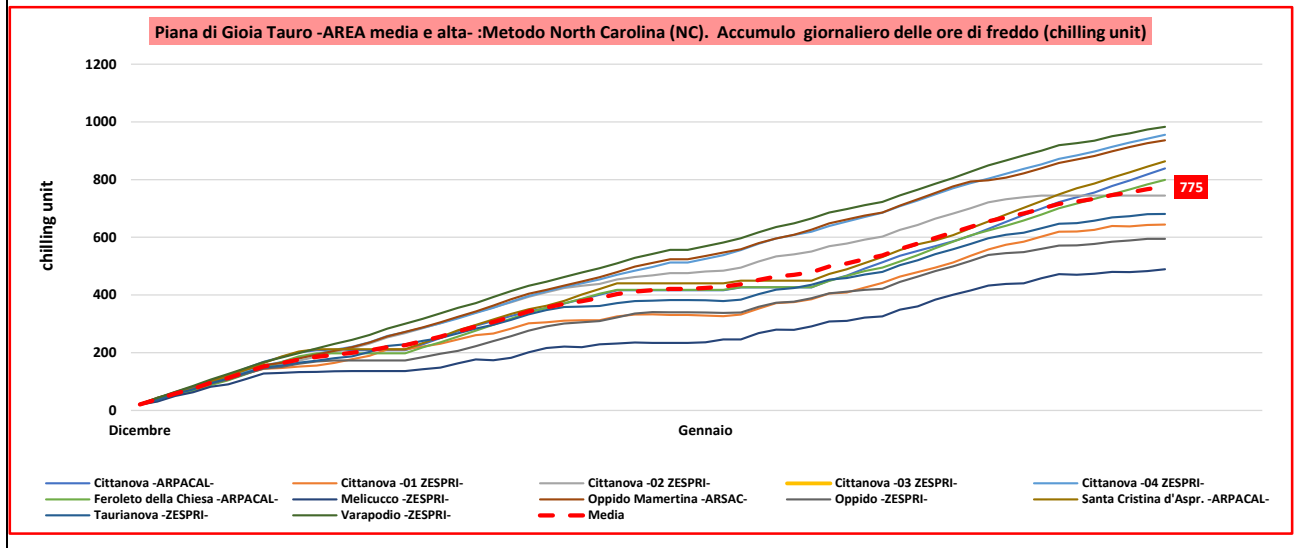 Piana di Gioia Tauro -AREA media e alta- :Metodo North Carolina (NC). Accumulo giornaliero delle ore di freddo (chilling unit)
1200
1000
800
600
400
200
0
chilling unit
775
Dicembre Gennaio
Cittanova -ARPACAL- Cittanova -01 ZESPRI- Cittanova -02 ZESPRI- Cittanova -03 ZESPRI- Cittanova -04 ZESPRI-
Feroleto della Chiesa -ARPACAL- Melicucco -ZESPRI- Oppido Mamertina -ARSAC- Oppido -ZESPRI- Santa Cristina d'Aspr. -ARPACAL-
Taurianova -ZESPRI- Varapodio -ZESPRI- Media